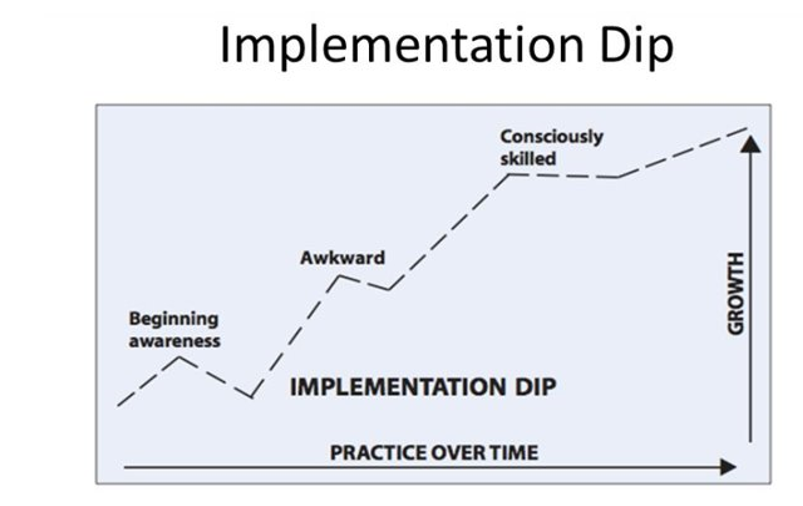 Implementation Dip
Consciously
skilled
Awkward
Beginning
awareness
GROWTH
IMPLEMENTATION DIP
PRACTICE OVER TIME